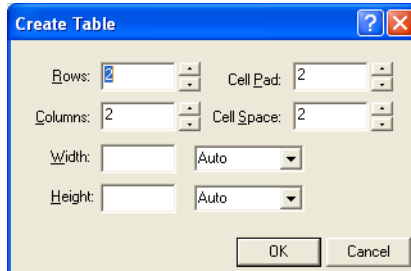 Create Table
Rows: 2 Cell Pad: 2
Columns: 2 Cell Space: 2
Width: Auto
Height: Auto
OK Cancel